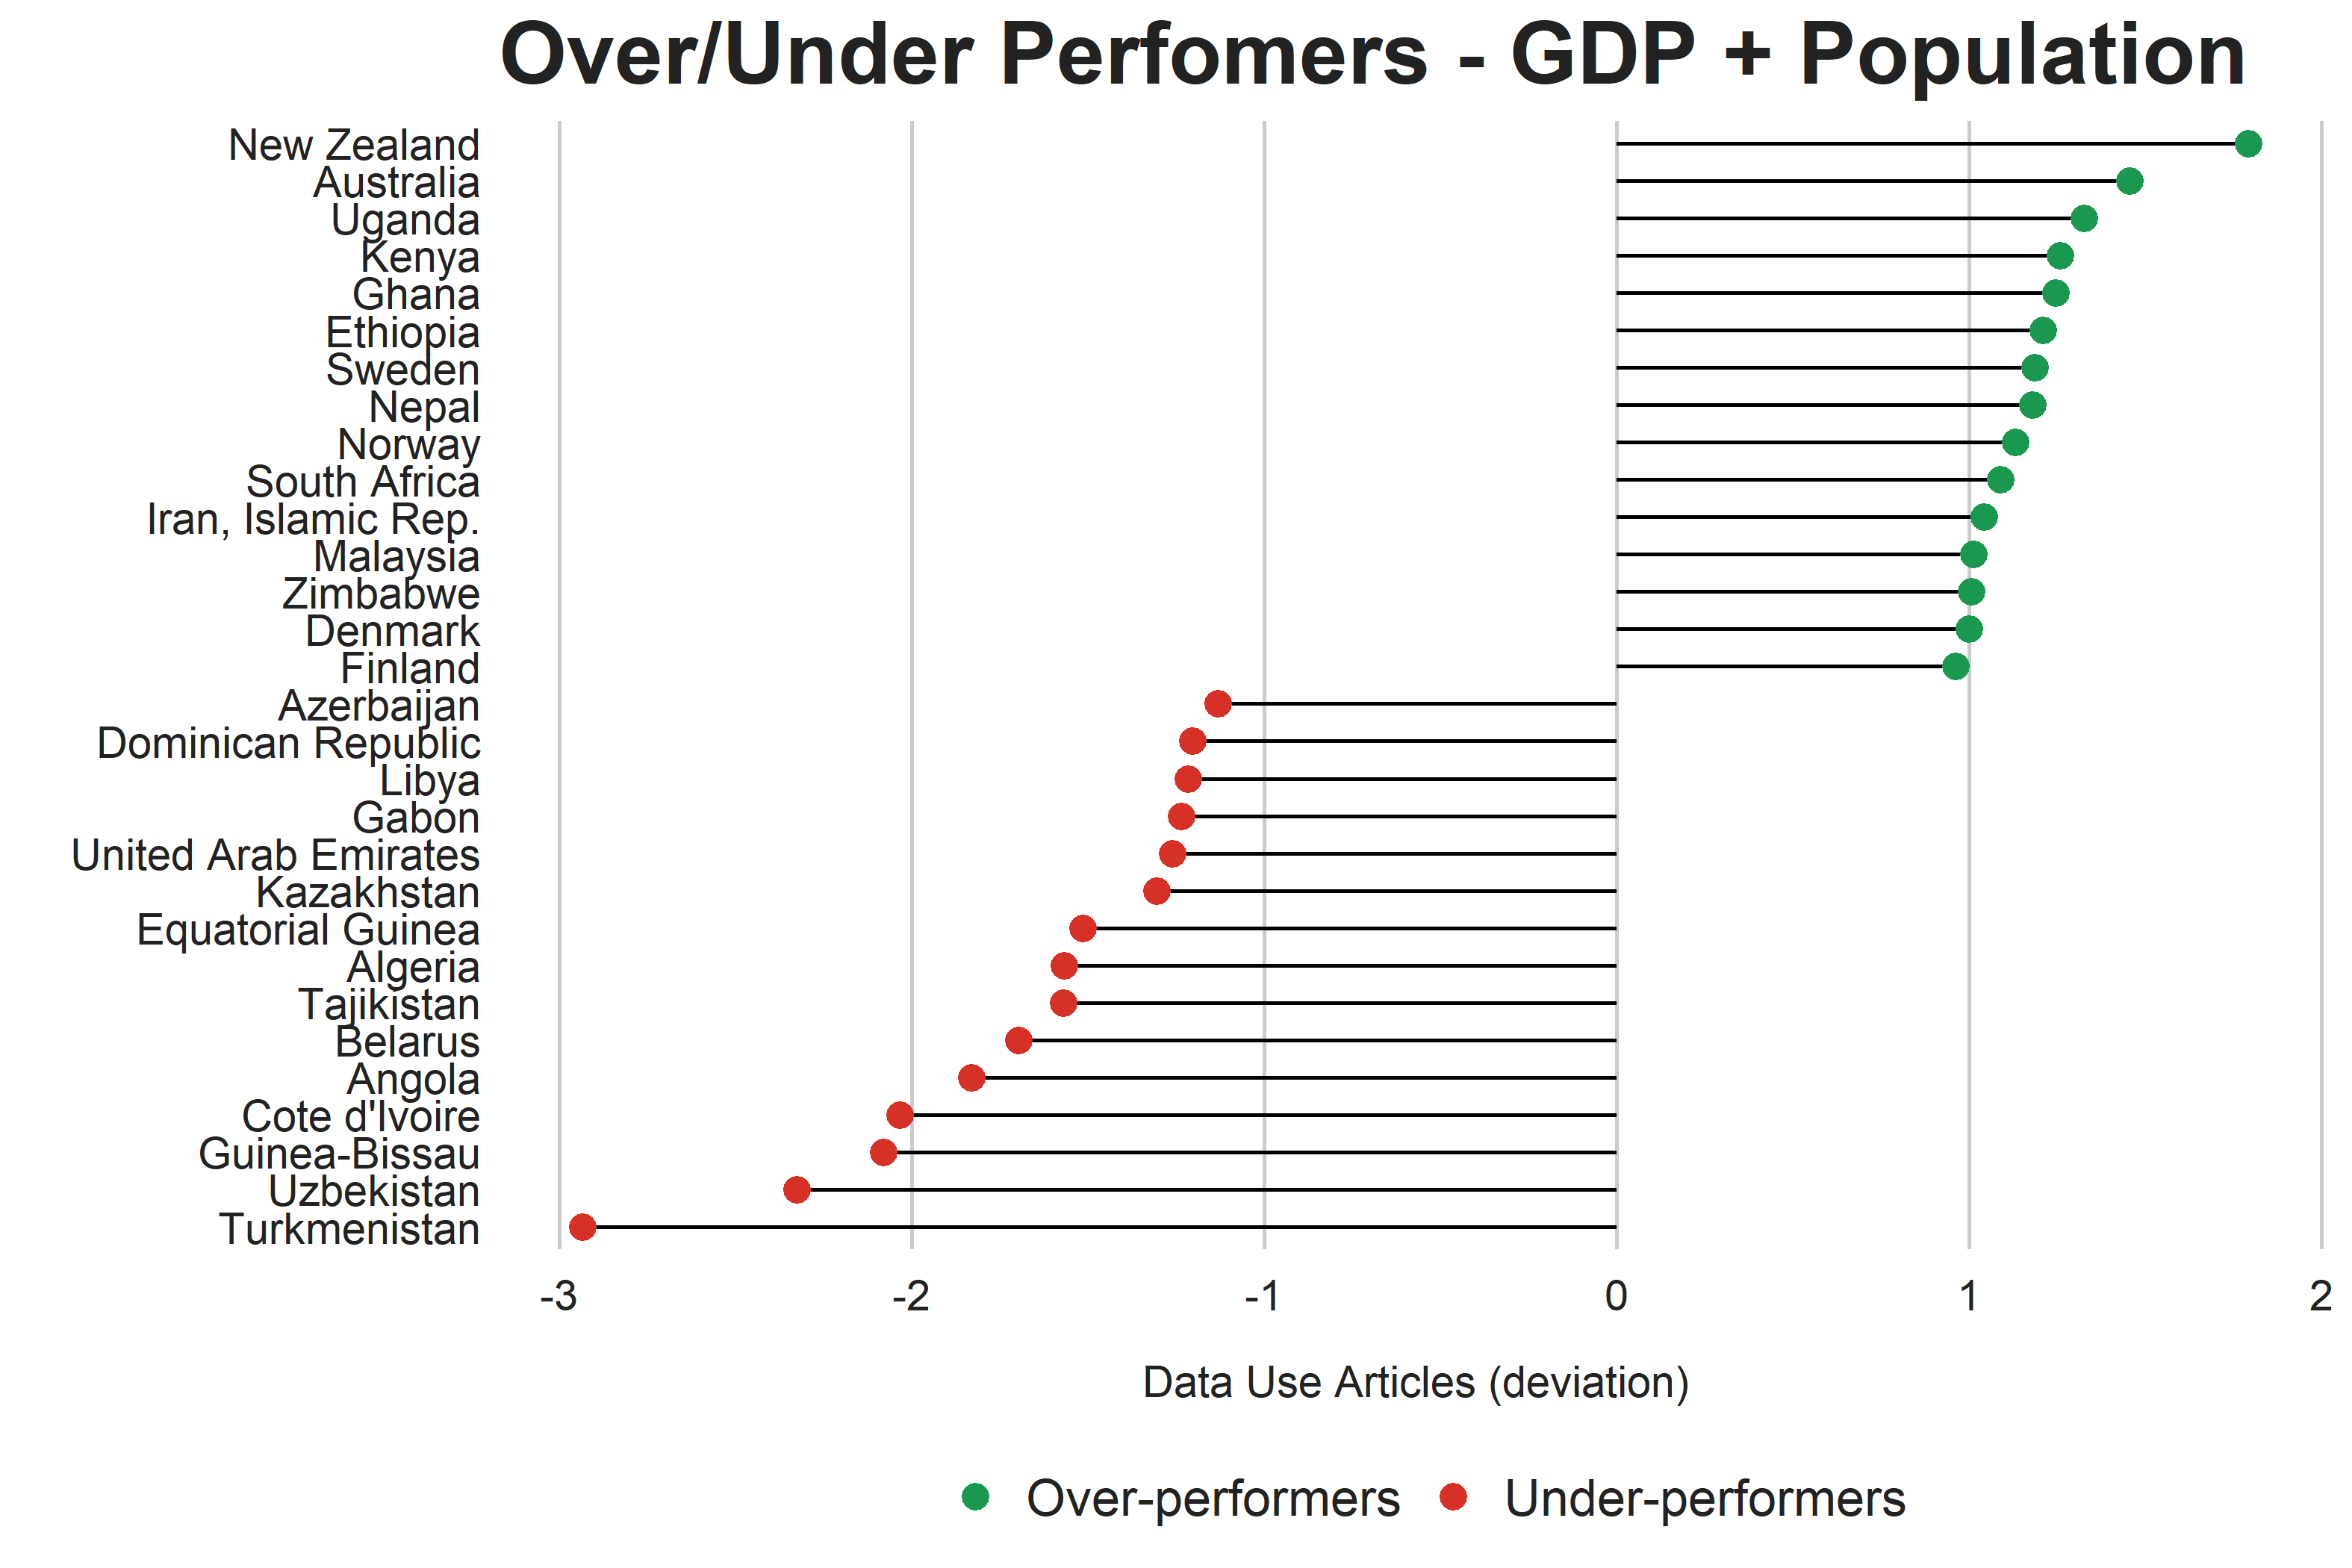 Over/Under Perfomers - GDP + Population
New Zealand
Australia
Uganda
Kenya
Ghana
Ethiopia
Sweden
Nepal
Norway
South Africa
Iran, Islamic Rep.
Malaysia
Zimbabwe
Denmark
Finland
Azerbaijan
Dominican Republic
Libya
Gabon
United Arab Emirates
Kazakhstan
Equatorial Guinea
Algeria
Tajikistan
Belarus
Angola
Cote d'Ivoire
Guinea-Bissau
Uzbekistan
Turkmenistan
-3 -2 -1 0 1 2
Data Use Articles (deviation)
Over-performers Under-performers